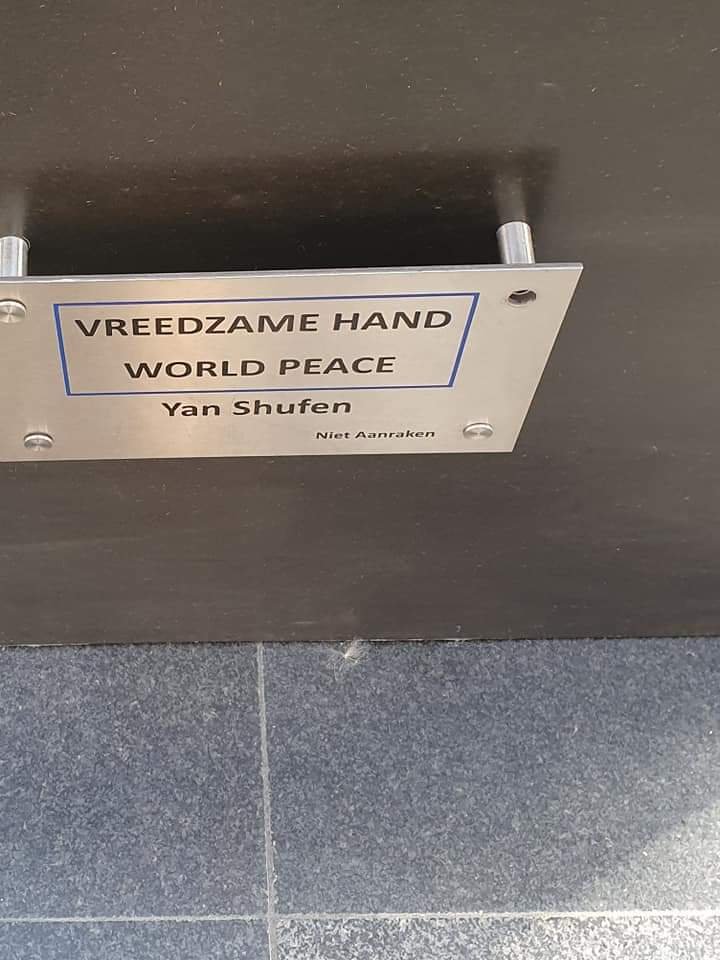 VREEDZAME HAND
WORLD PEACE
Yan Shufen
Niet Aanraken